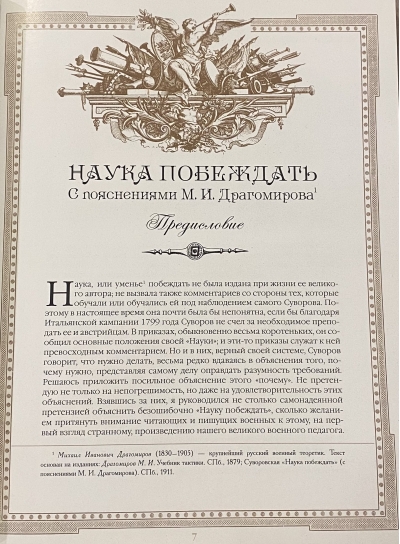 НАУКА ПОБЕЖДАТЬ
С пояснениями М. И. Драгомирова¹
Предисловие
Наука, или уменье¹ побеждать не была издана при жизни ее велико-
го автора; не вызвала также комментариев со стороны тех, которые
обучали или обучались ей под наблюдением самого Суворова. По-
этому в настоящее время она почти была бы непонятна, если бы благодаря
Итальянской кампании 1799 года Суворов не счел за необходимое препо-
дать ее и австрийцам. В приказах, обыкновенно весьма коротеньких, он со-
общил основные положения своей «Науки»; и эти-то приказы служат к ней
превосходным комментарием. Но и в них, верный своей системе, Суворов
говорит, что нужно делать, весьма редко вдаваясь в объяснения того, по-
чему нужно, представляя самому делу оправдать разумность требований.
Решаюсь приложить посильное объяснение этого «почему». Не претен-
дую не только на непогрешимость, но даже на удовлетворительность этих
объяснений. Взявшись за них, я руководился не столько самонадеянной
претензией объяснить безошибочно «Науку побеждать», сколько желани-
ем притянуть внимание читающих и пишущих военных к этому, на пер-
вый взгляд странному, произведению нашего великого военного педагога.
¹ Михаил Иванович Драгомиров (1830–1905) — крупнейший русский военный теоретик. Текст
основан на изданиях: Драгомиров М. И. Учебник тактики. СПб., 1879; Суворовская «Наука побеждать» (с
пояснениями М. И. Драгомирова). СПб., 1911.
7